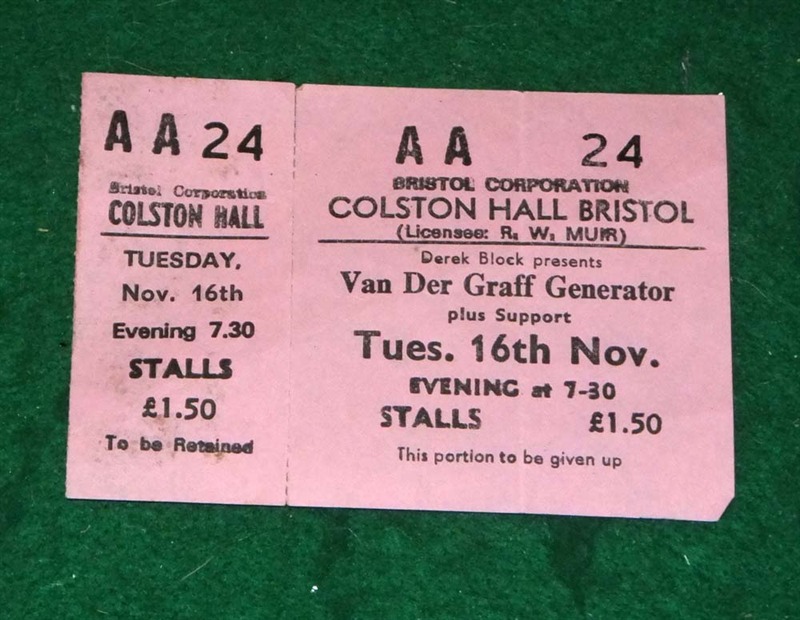 AA 24
Bristol Corporation
COLSTON HALL
TUESDAY,
Nov. 16th
Evening 7.30
STALLS
£1.50
To be Retained
AA 24
BRISTOL CORPORATION
COLSTON HALL BRISTOL
(Licensee: R. W. MUIR)
Derek Block presents
Van Der Graff Generator
plus Support
Tues. 16th Nov.
EVENING at 7-30
STALLS £1.50
This portion to be given up